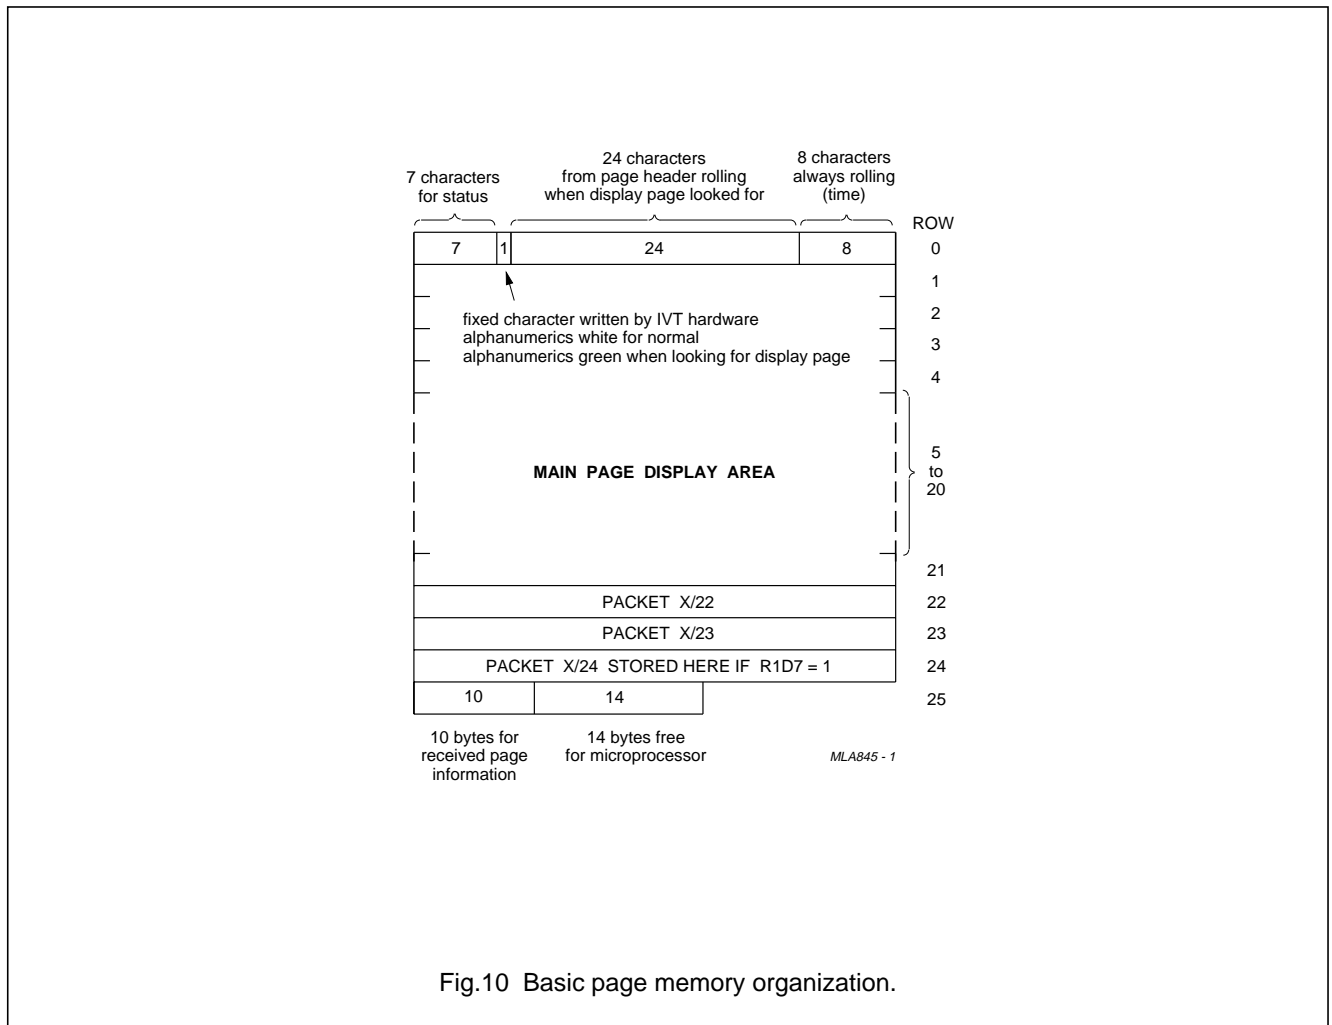 7 characters
for status
24 characters
from page header rolling
when display page looked for
8 characters
always rolling
(time)
ROW
7 1 24 8 0
1
fixed character written by IVT hardware
alphanumerics white for normal
alphanumerics green when looking for display page
2
3
4
MAIN PAGE DISPLAY AREA
5
to
20
21
PACKET X/22 22
PACKET X/23 23
PACKET X/24 STORED HERE IF R1D7 = 1 24
10 14 25
10 bytes for
received page
information
14 bytes free
for microprocessor
MLA845 - 1
Fig.10 Basic page memory organization.